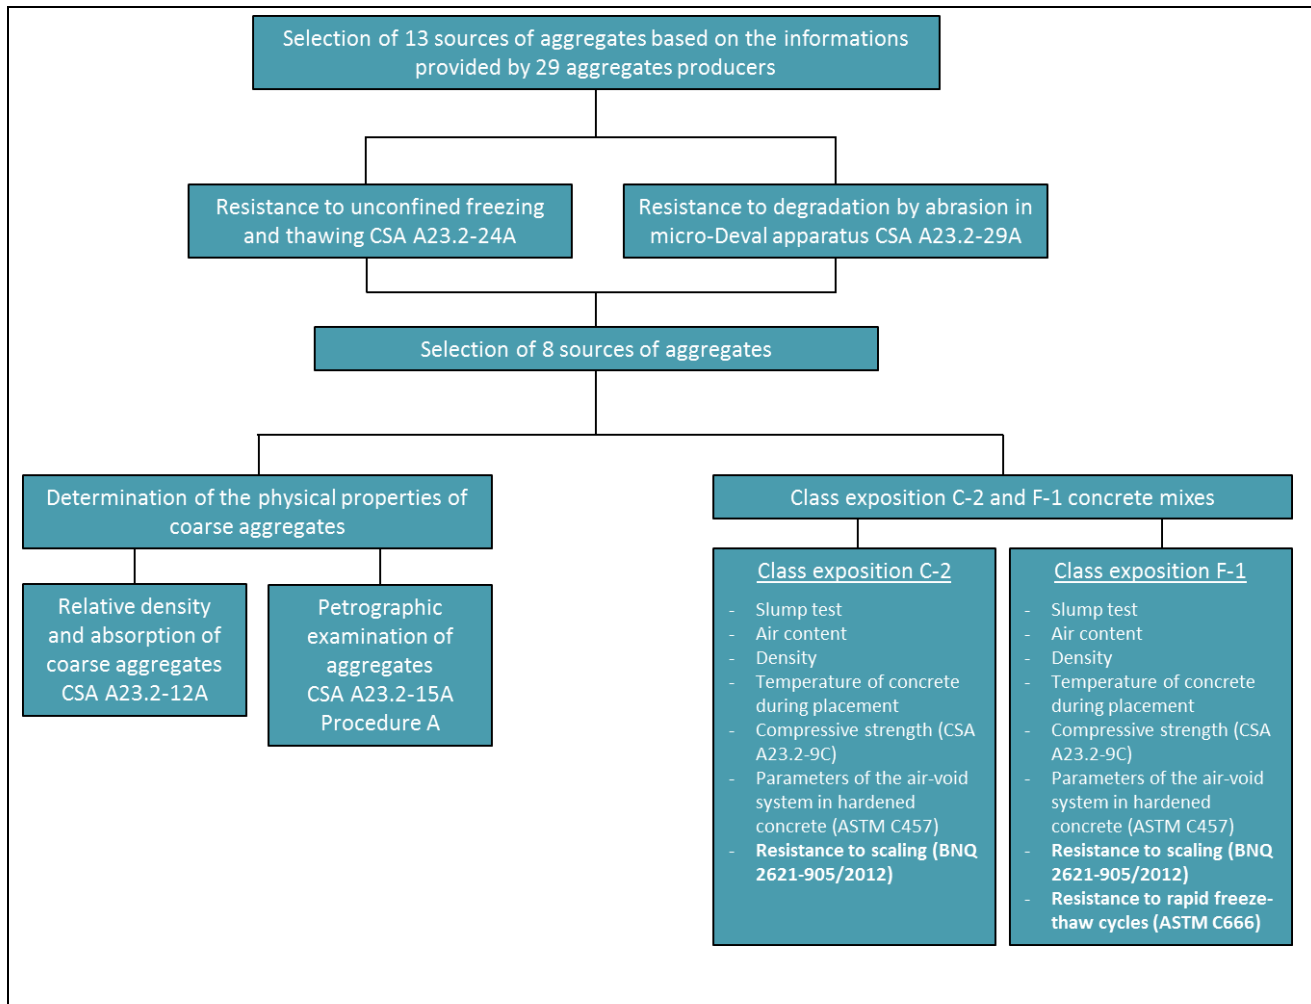 Selection of 13 sources of aggregates based on the informations
provided by 29 aggregates producers
Resistance to unconfined freezing
and thawing CSA A23.2-24A
Resistance to degradation by abrasion in
micro-Deval apparatus CSA A23.2-29A
Selection of 8 sources of aggregates
Determination of the physical properties of
coarse aggregates
Relative density
and absorption of
coarse aggregates
CSA A23.2-12A
Petrographic
examination of
aggregates
CSA A23.2-15A
Procedure A
Class exposition C-2 and F-1 concrete mixes
Class exposition C-2
- Slump test
- Air content
- Density
- Temperature of concrete
during placement
- Compressive strength (CSA
A23.2-9C)
- Parameters of the air-void
system in hardened
concrete (ASTM C457)
- Resistance to scaling (BNQ
2621-905/2012)
Class exposition F-1
- Slump test
- Air content
- Density
- Temperature of concrete
during placement
- Compressive strength (CSA
A23.2-9C)
- Parameters of the air-void
system in hardened
concrete (ASTM C457)
- Resistance to scaling (BNQ
2621-905/2012)
- Resistance to rapid freeze-
thaw cycles (ASTM C666)